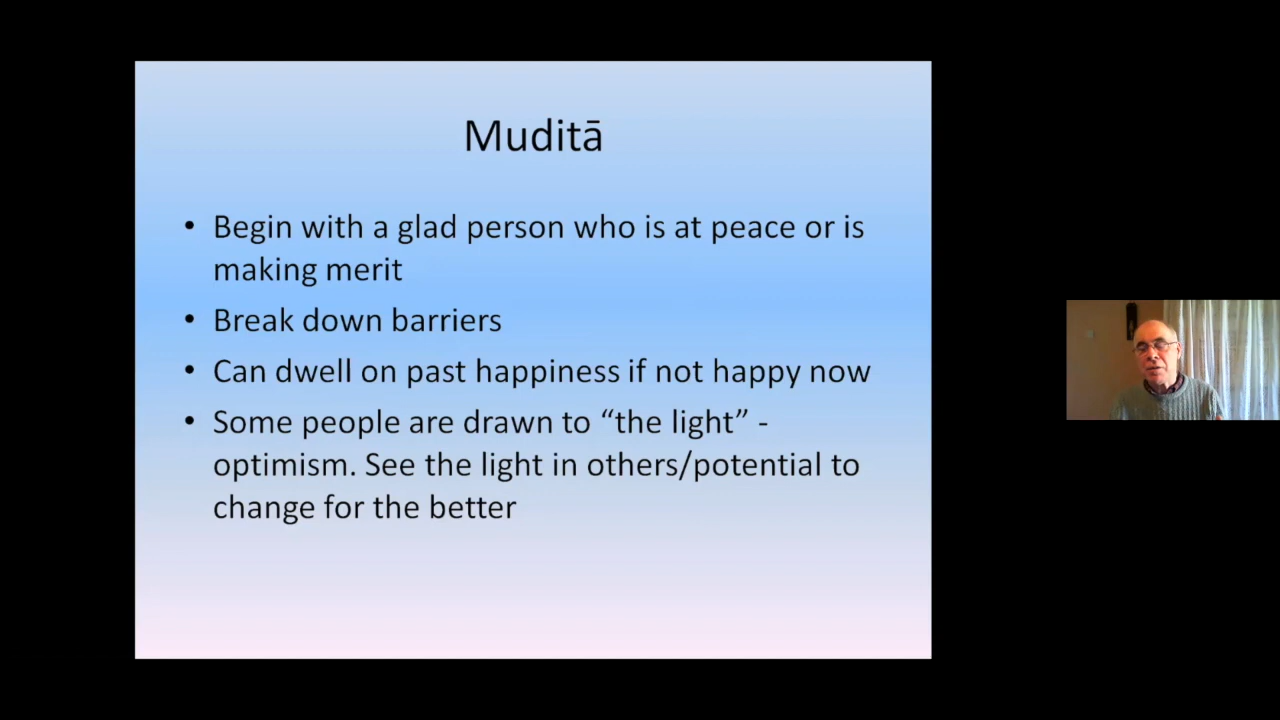 Muditā
• Begin with a glad person who is at peace or is
making merit
• Break down barriers
• Can dwell on past happiness if not happy now
• Some people are drawn to “the light” -
optimism. See the light in others/potential to
change for the better